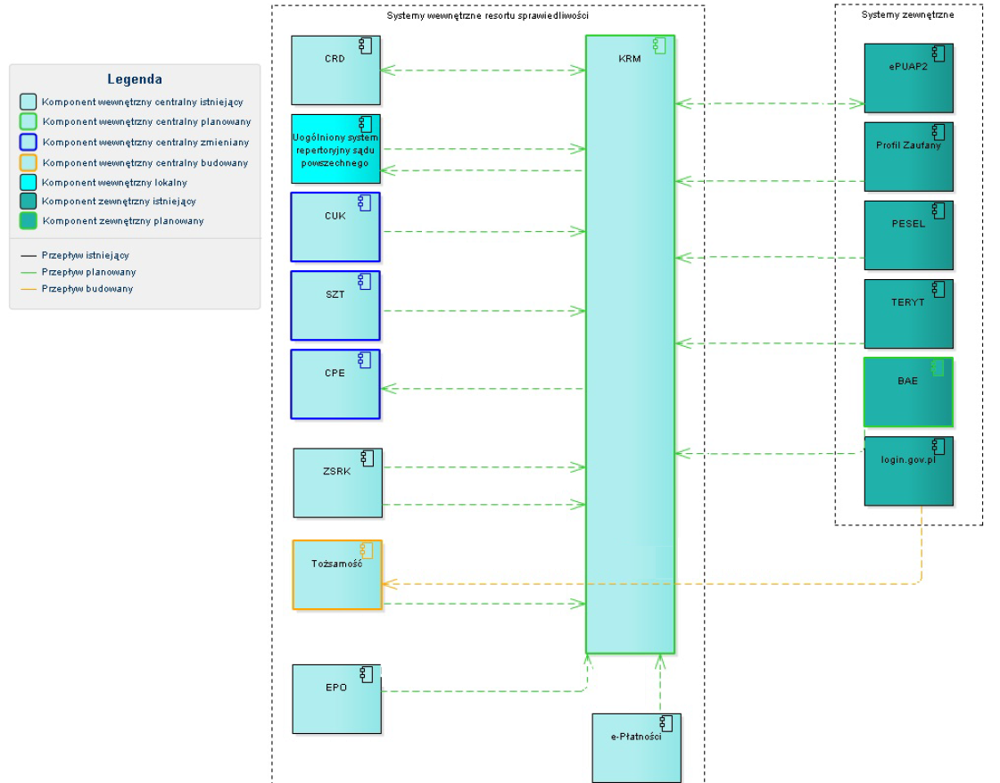 Systemy wewnętrzne resortu sprawiedliwości
Systemy zewnętrzne
Legenda
Komponent wewnętrzny centralny istniejący
Komponent wewnętrzny centralny planowany
Komponent wewnętrzny centralny zmieniany
Komponent wewnętrzny centralny budowany
Komponent wewnętrzny lokalny
Komponent zewnętrzny istniejący
Komponent zewnętrzny planowany
Przepływ istniejący
Przepływ planowany
Przepływ budowany
CRD
Uogólniony system
repertoryjny sądu
powszechnego
CUK
SZT
CPE
ZSRK
Tożsamość
EPO
KRM
e-Płatności
ePUAP2
Profil Zaufany
PESEL
TERYT
BAE
login.gov.pl